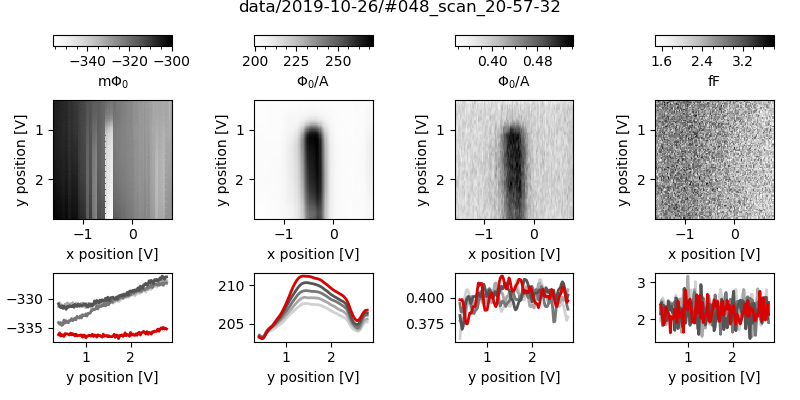 data/2019-10-26/#048_scan_20-57-32
−340 −320 −300
200 225 250
0.40 0.48
1.6 2.4 3.2
mΦ₀
Φ₀/A
Φ₀/A
fF
y position [V]
1
2
−1 0
x position [V]
y position [V]
1
2
−1 0
x position [V]
y position [V]
1
2
−1 0
x position [V]
y position [V]
1
2
−1 0
x position [V]
−330
−335
1 2
y position [V]
210
205
1 2
y position [V]
0.400
0.375
1 2
y position [V]
3
2
1 2
y position [V]